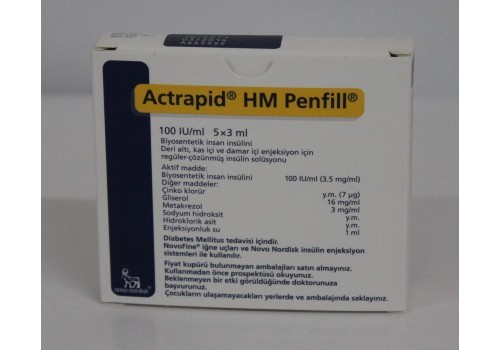 Actrapid® HM Penfill®
100 IU/ml 5×3 ml
Biyosentetik insan insülini
Deri altı, kas içi ve damar içi enjeksiyon için
regüler-çözünmüş insülin solüsyonu
Aktif madde:
Biyosentetik insan insülini 100 IU/ml (3.5 mg/ml)
Diğer maddeler:
Çinko klorür y.m. (7 µg)
Gliserol 16 mg/ml
Metakrezol 3 mg/ml
Sodyum hidroksit y.m.
Hidroklorik asit y.m.
Enjeksiyonluk su 1 ml
Diabetes Mellitus tedavisi içindir.
NovoFine® iğne uçları ve Novo Nordisk insülin enjeksiyon
sistemleri ile kullanılır.
Fiyat kupürü bulunmayan ambalajları satın almayınız.
Kullanmadan önce prospektüsü okuyunuz.
Beklenmeyen bir etki görüldüğünde doktorunuza
başvurunuz.
Çocukların ulaşamayacakları yerlerde ve ambalajında saklayınız.
novo nordisk